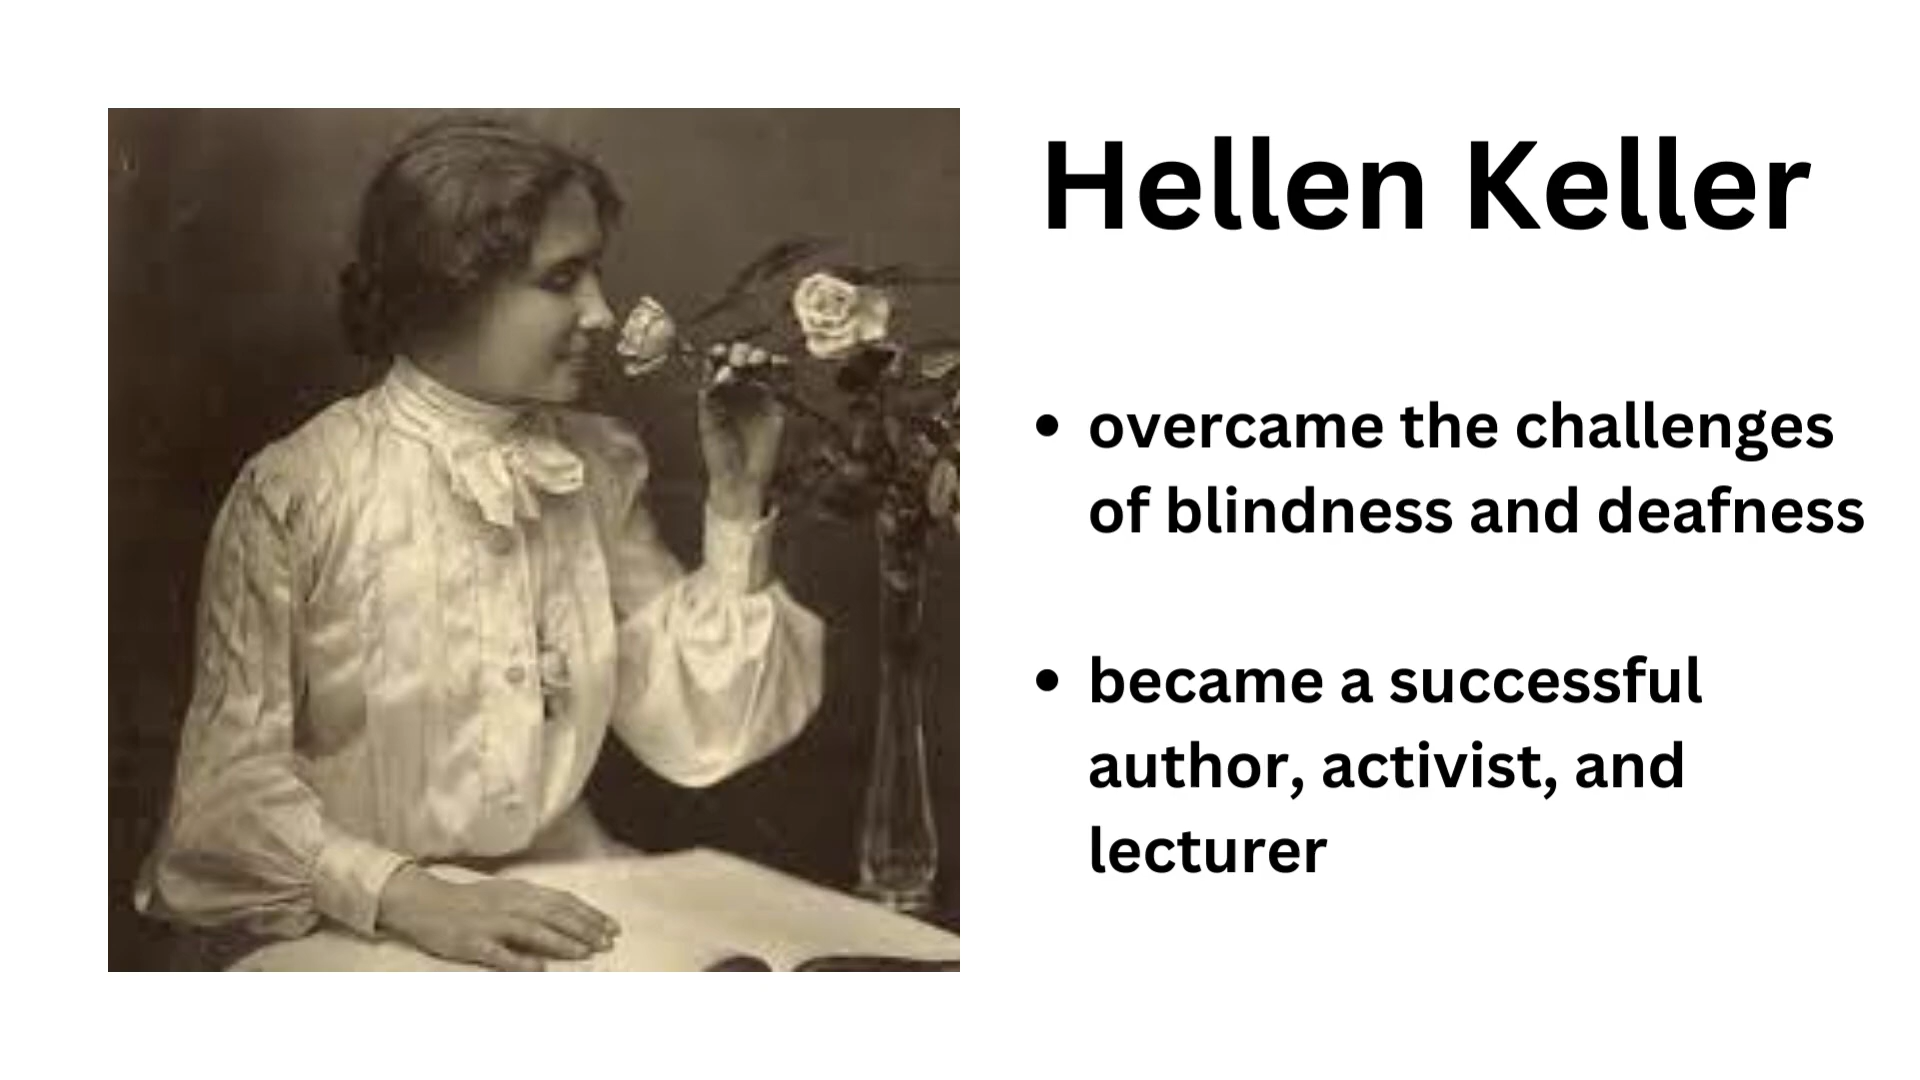 Hellen Keller
• overcame the challenges
of blindness and deafness
• became a successful
author, activist, and
lecturer